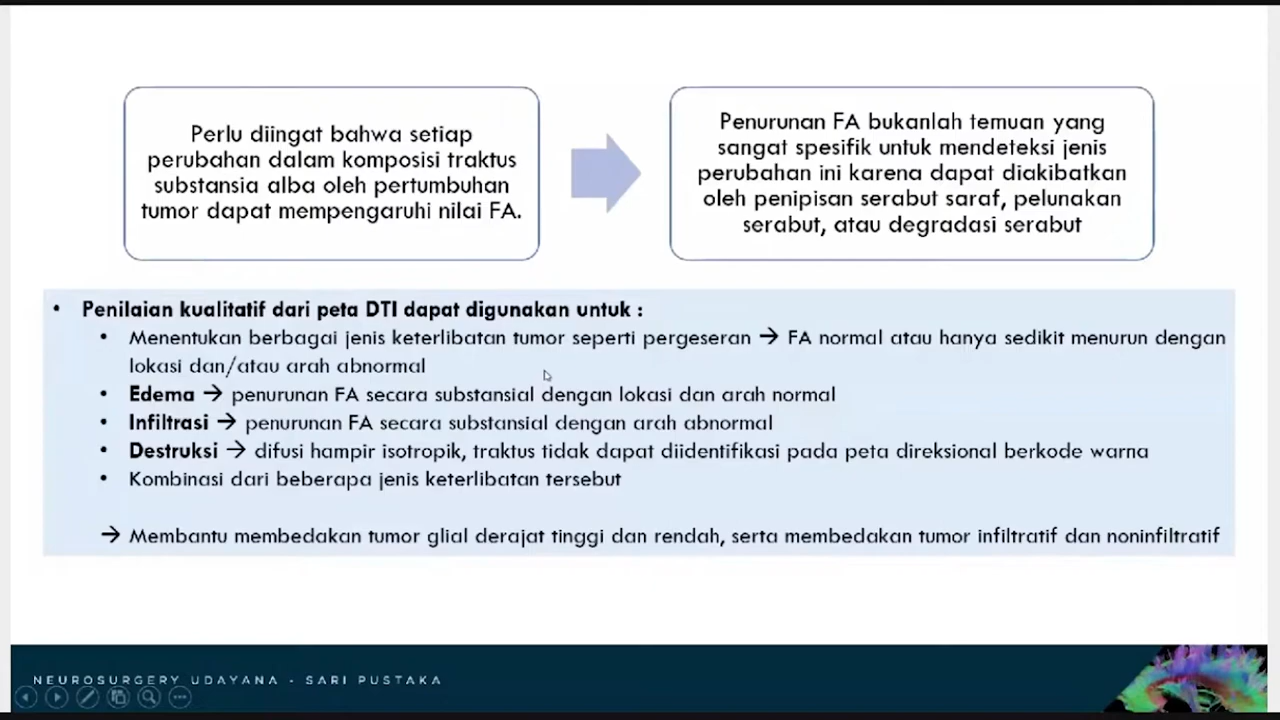 Perlu diingat bahwa setiap
perubahan dalam komposisi traktus
substansia alba oleh pertumbuhan
tumor dapat mempengaruhi nilai FA.
Penurunan FA bukanlah temuan yang
sangat spesifik untuk mendeteksi jenis
perubahan ini karena dapat diakibatkan
oleh penipisan serabut saraf, pelunakan
serabut, atau degradasi serabut
• Penilaian kualitatif dari peta DTI dapat digunakan untuk :
• Menentukan berbagai jenis keterlibatan tumor seperti pergeseran → FA normal atau hanya sedikit menurun dengan
lokasi dan/atau arah abnormal
• Edema → penurunan FA secara substansial dengan lokasi dan arah normal
• Infiltrasi → penurunan FA secara substansial dengan arah abnormal
• Destruksi → difusi hampir isotropik, traktus tidak dapat diidentifikasi pada peta direksional berkode warna
• Kombinasi dari beberapa jenis keterlibatan tersebut
→ Membantu membedakan tumor glial derajat tinggi dan rendah, serta membedakan tumor infiltratif dan noninfiltratif
NEUROSURGERY UDAYANA - SARI PUSTAKA